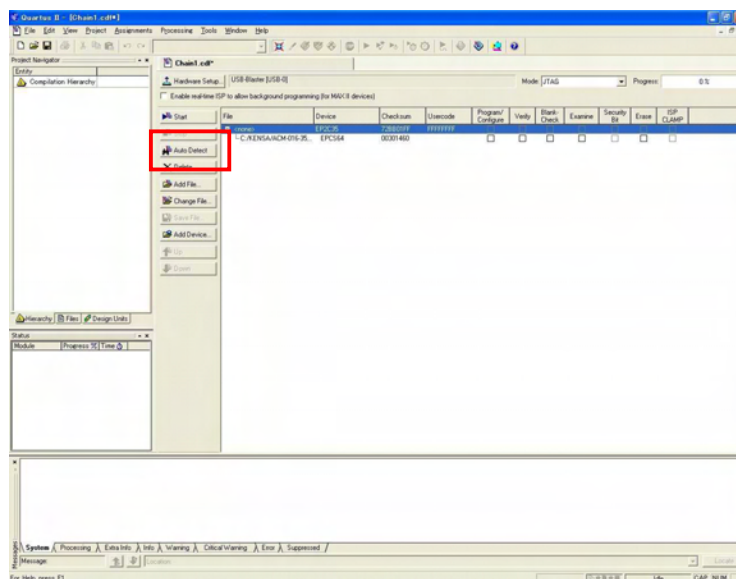 Quartus II - [Chain1.cdf*]
File Edit View Project Assignments Processing Tools Window Help
Project Navigator
Entity
Compilation Hierarchy
Hierarchy Files Design Units
Status
Module Progress % Time
Chain1.cdf*
Hardware Setup... USB-Blaster [USB-0] Mode: JTAG Progress: 0%
Enable real-time ISP to allow background programming (for MAX II devices)
Start
Auto Detect
Delete
Add File...
Change File...
Save File...
Add Device...
Up
Down
File Device Checksum Usercode Program/Configure Verify Blank-Check Examine Security Bit Erase ISP CLAMP
<none> EP2C35 FFFFFFFF
EPCS64 00301460
System Processing Extra Info Info Warning Critical Warning Error Suppressed
Messages
Message: Location: Locate
For Help, press F1 Idle CAP NUM